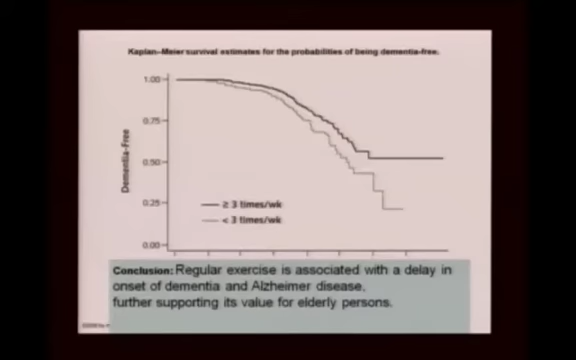 Kaplan–Meier survival estimates for the probabilities of being dementia-free.
1.00
0.75
0.50
0.25
0.00
Dementia-Free
≥ 3 times/wk
< 3 times/wk
Conclusion: Regular exercise is associated with a delay in
onset of dementia and Alzheimer disease,
further supporting its value for elderly persons.